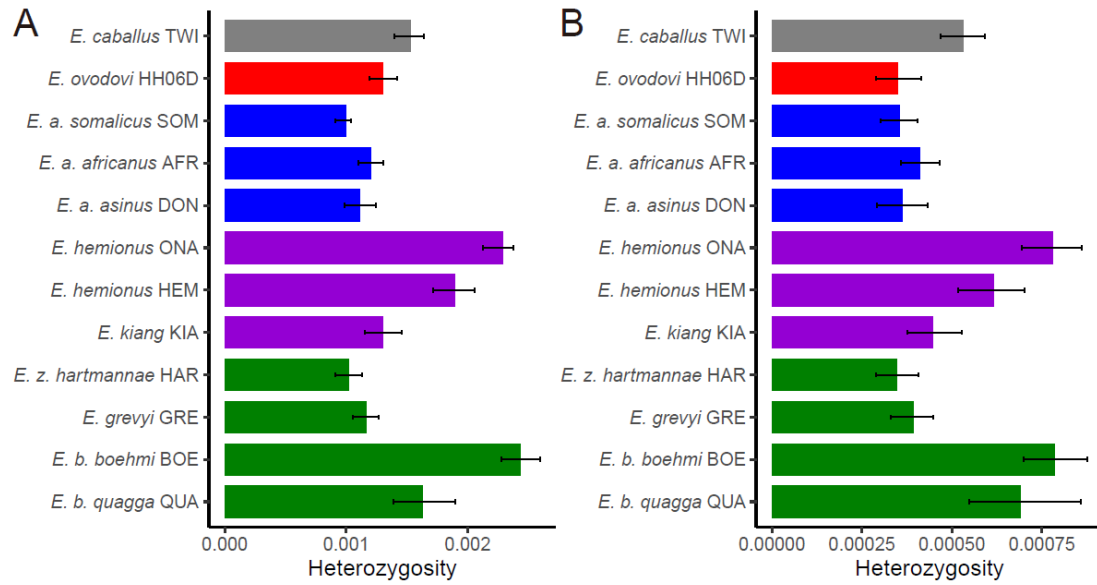 A
E. caballus TWI
E. ovodovi HH06D
E. a. somalicus SOM
E. a. africanus AFR
E. a. asinus DON
E. hemionus ONA
E. hemionus HEM
E. kiang KIA
E. z. hartmannae HAR
E. grevyi GRE
E. b. boehmi BOE
E. b. quagga QUA
0.000 0.001 0.002
Heterozygosity
B
E. caballus TWI
E. ovodovi HH06D
E. a. somalicus SOM
E. a. africanus AFR
E. a. asinus DON
E. hemionus ONA
E. hemionus HEM
E. kiang KIA
E. z. hartmannae HAR
E. grevyi GRE
E. b. boehmi BOE
E. b. quagga QUA
0.00000 0.00025 0.00050 0.00075
Heterozygosity